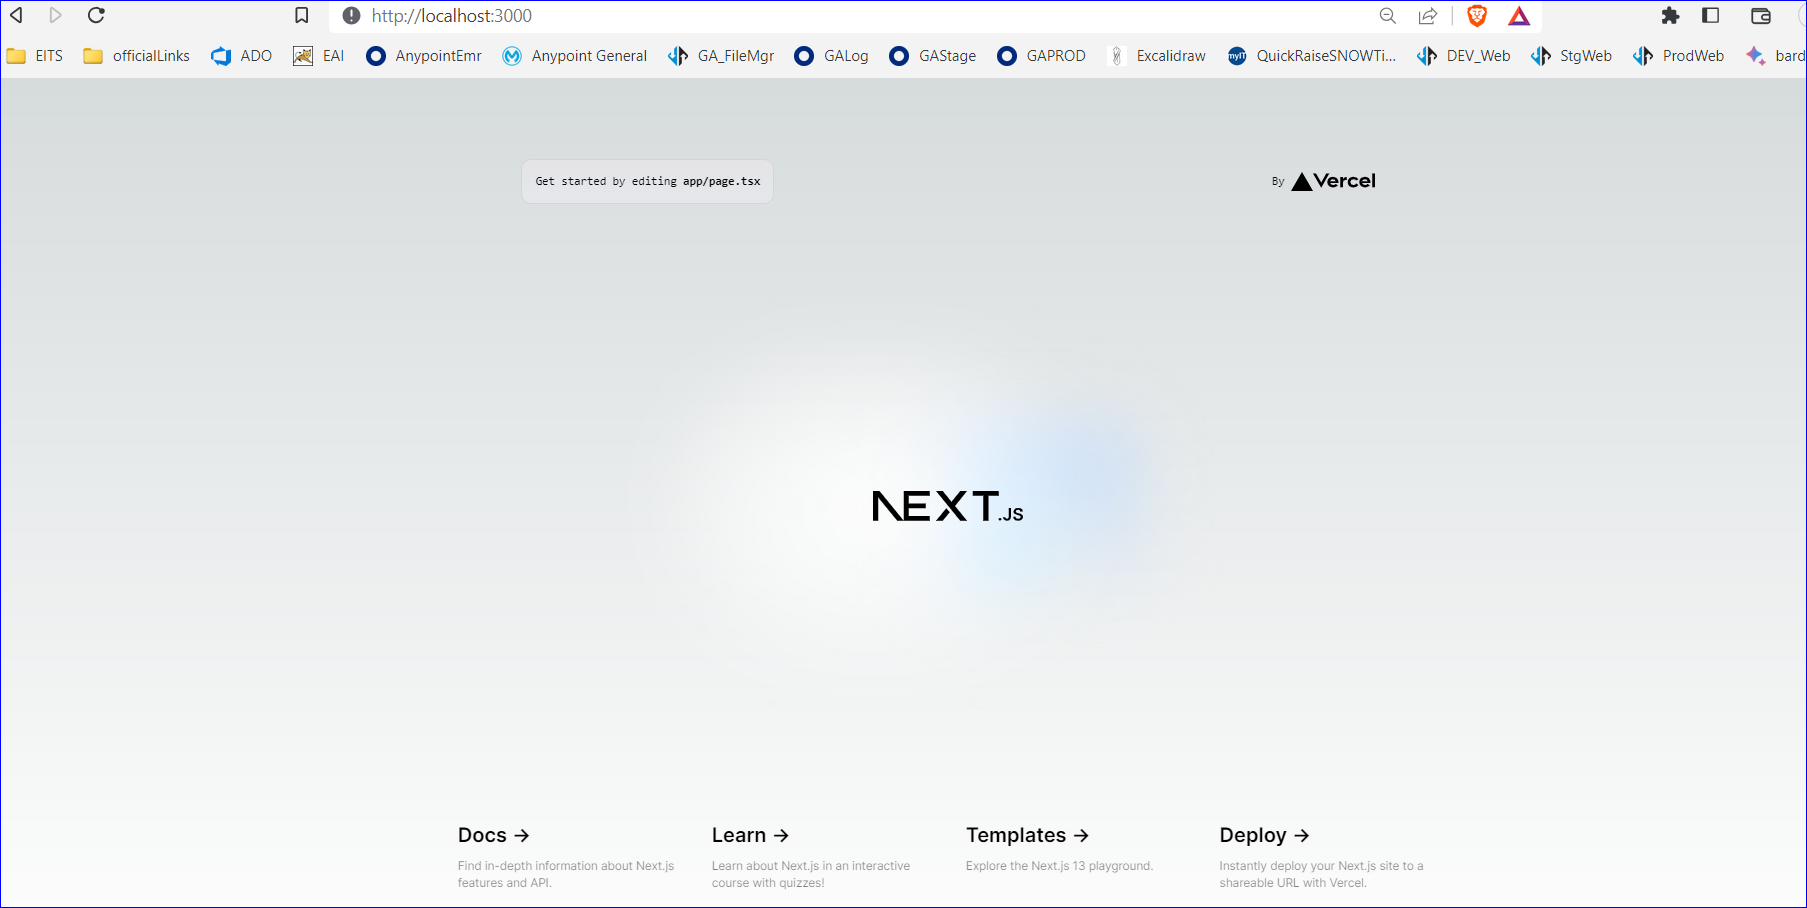 http://localhost:3000
EITS officialLinks ADO EAI AnypointEmr Anypoint General GA_FileMgr GALog GAStage GAPROD Excalidraw myIT QuickRaiseSNOWTi... DEV_Web StgWeb ProdWeb bard
Get started by editing app/page.tsx
By Vercel
NEXT.JS
Docs →
Find in-depth information about Next.js
features and API.
Learn →
Learn about Next.js in an interactive
course with quizzes!
Templates →
Explore the Next.js 13 playground.
Deploy →
Instantly deploy your Next.js site to a
shareable URL with Vercel.